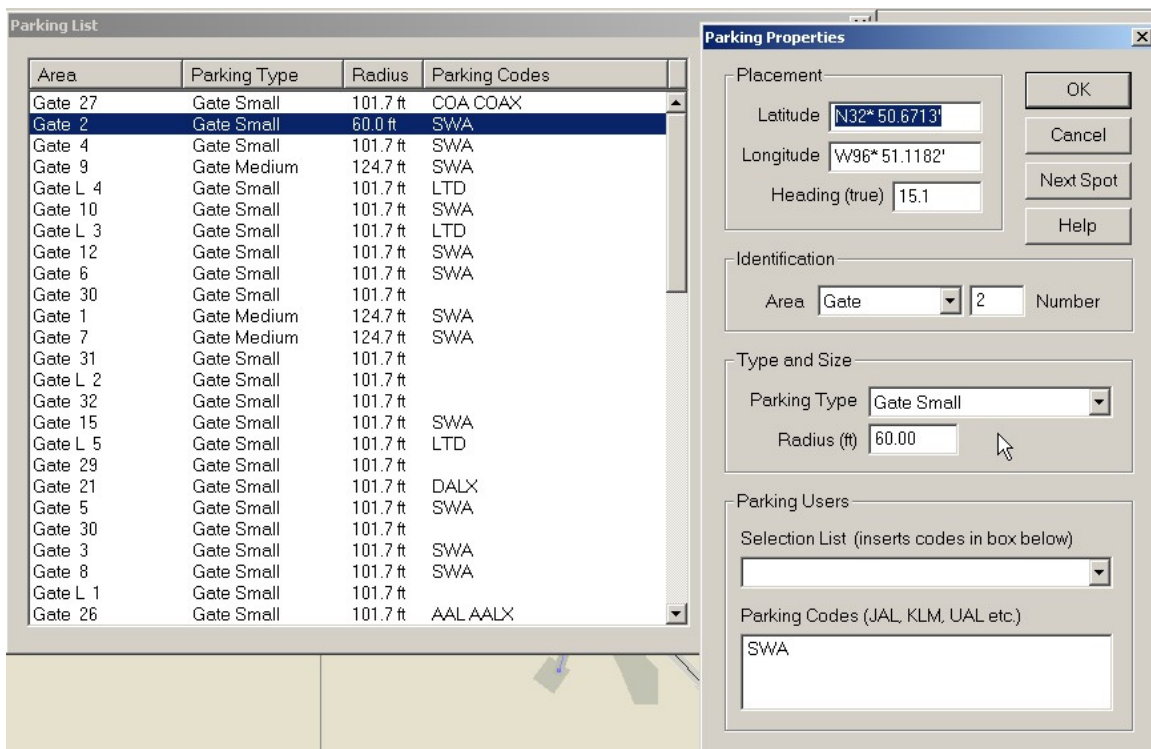 Parking List
Area Parking Type Radius Parking Codes
Gate 27 Gate Small 101.7 ft COA COAX
Gate 2 Gate Small 60.0 ft SWA
Gate 4 Gate Small 101.7 ft SWA
Gate 9 Gate Medium 124.7 ft SWA
Gate L 4 Gate Small 101.7 ft LTD
Gate 10 Gate Small 101.7 ft SWA
Gate L 3 Gate Small 101.7 ft LTD
Gate 12 Gate Small 101.7 ft SWA
Gate 6 Gate Small 101.7 ft SWA
Gate 30 Gate Small 101.7 ft
Gate 1 Gate Medium 124.7 ft SWA
Gate 7 Gate Medium 124.7 ft SWA
Gate 31 Gate Small 101.7 ft
Gate L 2 Gate Small 101.7 ft
Gate 32 Gate Small 101.7 ft
Gate 15 Gate Small 101.7 ft SWA
Gate L 5 Gate Small 101.7 ft LTD
Gate 29 Gate Small 101.7 ft
Gate 21 Gate Small 101.7 ft DALX
Gate 5 Gate Small 101.7 ft SWA
Gate 30 Gate Small 101.7 ft
Gate 3 Gate Small 101.7 ft SWA
Gate 8 Gate Small 101.7 ft SWA
Gate L 1 Gate Small 101.7 ft
Gate 26 Gate Small 101.7 ft AAL AALX
Parking Properties
Placement
Latitude N32* 50.6713'
Longitude W96* 51.1182'
Heading (true) 15.1
OK
Cancel
Next Spot
Help
Identification
Area Gate 2 Number
Type and Size
Parking Type Gate Small
Radius (ft) 60.00
Parking Users
Selection List (inserts codes in box below)
Parking Codes (JAL, KLM, UAL etc.)
SWA